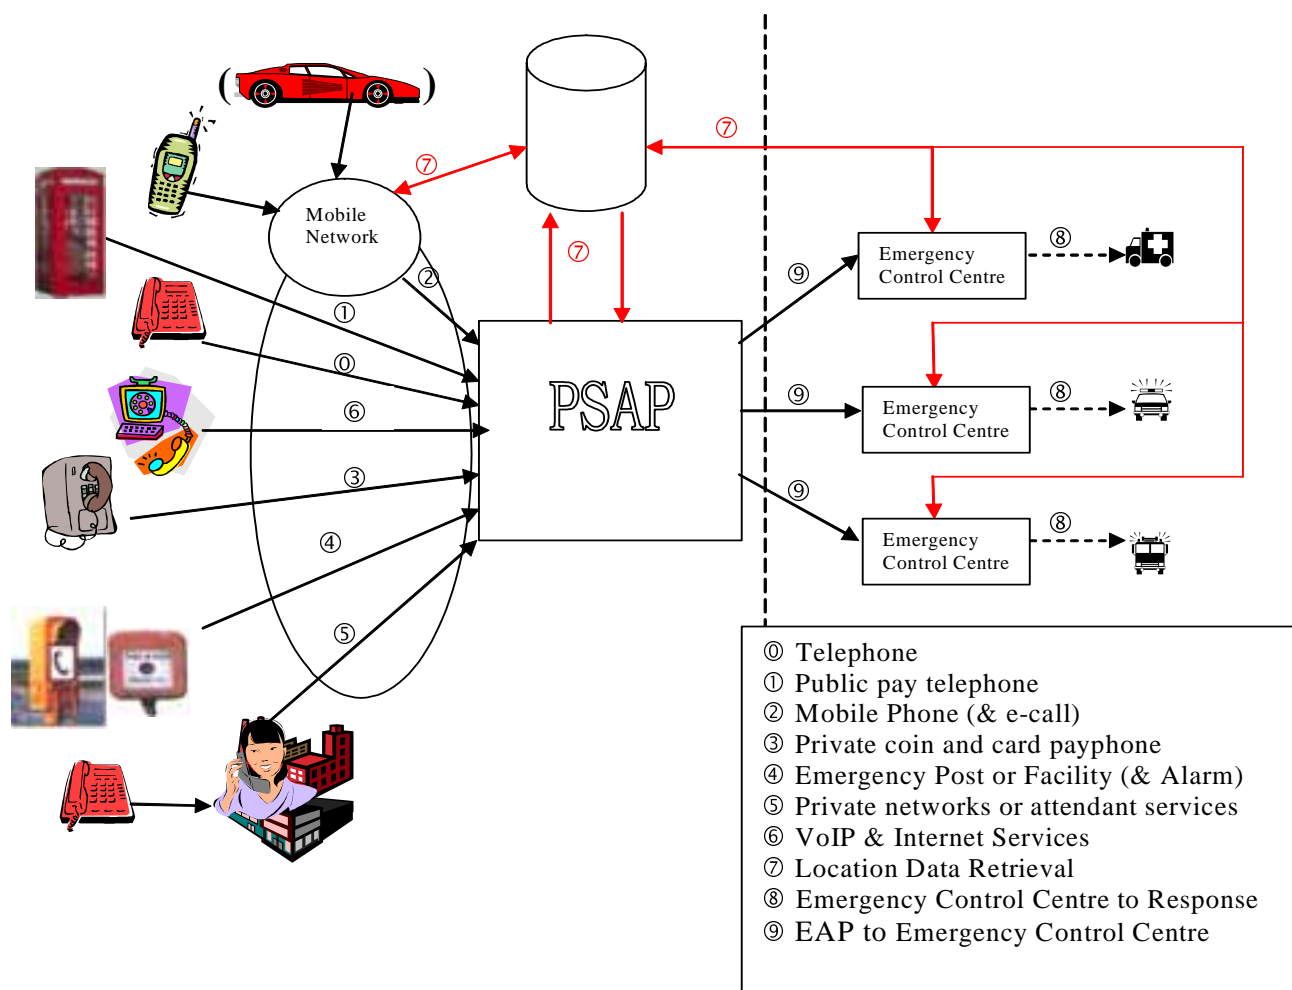 ( )
⑦
⑦
Mobile
Network
②
⑦
①
⓪
⑥
③
④
⑤
PSAP
⑨
⑨
⑨
Emergency
Control Centre
⑧
Emergency
Control Centre
⑧
Emergency
Control Centre
⑧
⓪ Telephone
① Public pay telephone
② Mobile Phone (& e-call)
③ Private coin and card payphone
④ Emergency Post or Facility (& Alarm)
⑤ Private networks or attendant services
⑥ VoIP & Internet Services
⑦ Location Data Retrieval
⑧ Emergency Control Centre to Response
⑨ EAP to Emergency Control Centre